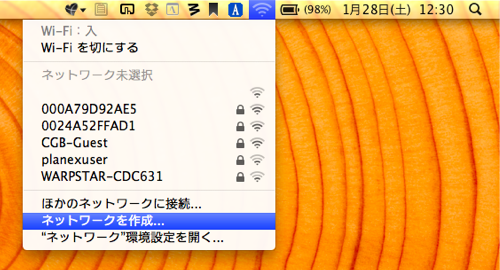 (98%) 1月28日(土) 12:30
Wi-Fi：入
Wi-Fi を切にする
ネットワーク未選択
000A79D92AE5
0024A52FFAD1
CGB-Guest
planexuser
WARPSTAR-CDC631
ほかのネットワークに接続...
ネットワークを作成...
“ネットワーク”環境設定を開く...